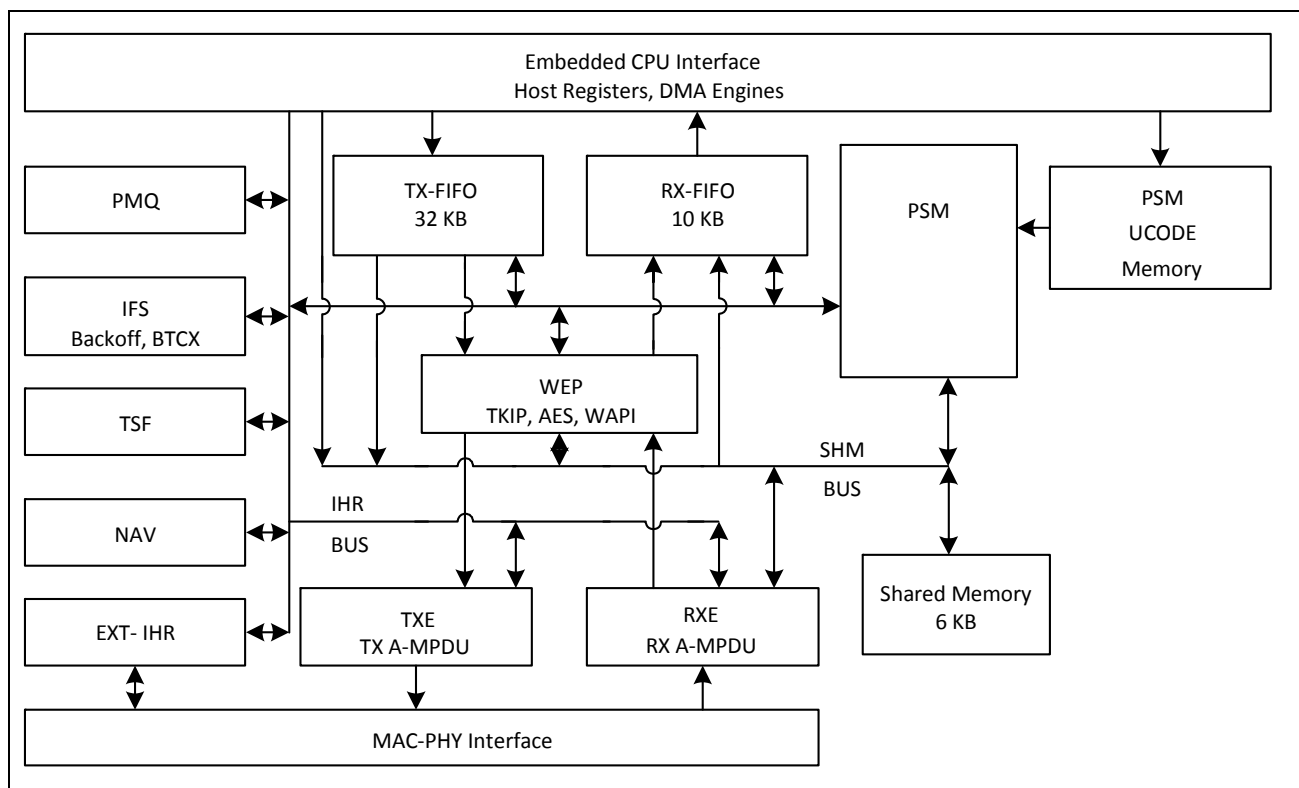 Embedded CPU Interface
Host Registers, DMA Engines
TX-FIFO
32 KB
RX-FIFO
10 KB
PSM
PSM
UCODE
Memory
PMQ
IFS
Backoff, BTCX
TSF
NAV
EXT- IHR
WEP
TKIP, AES, WAPI
SHM
BUS
IHR
BUS
TXE
TX A-MPDU
RXE
RX A-MPDU
Shared Memory
6 KB
MAC-PHY Interface